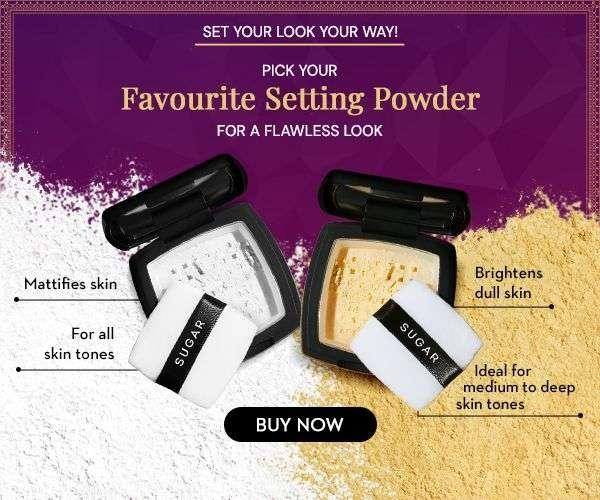 SET YOUR LOOK YOUR WAY!
PICK YOUR
Favourite Setting Powder
FOR A FLAWLESS LOOK
Mattifies skin
For all
skin tones
SUGAR
SUGAR
Brightens
dull skin
Ideal for
medium to deep
skin tones
BUY NOW